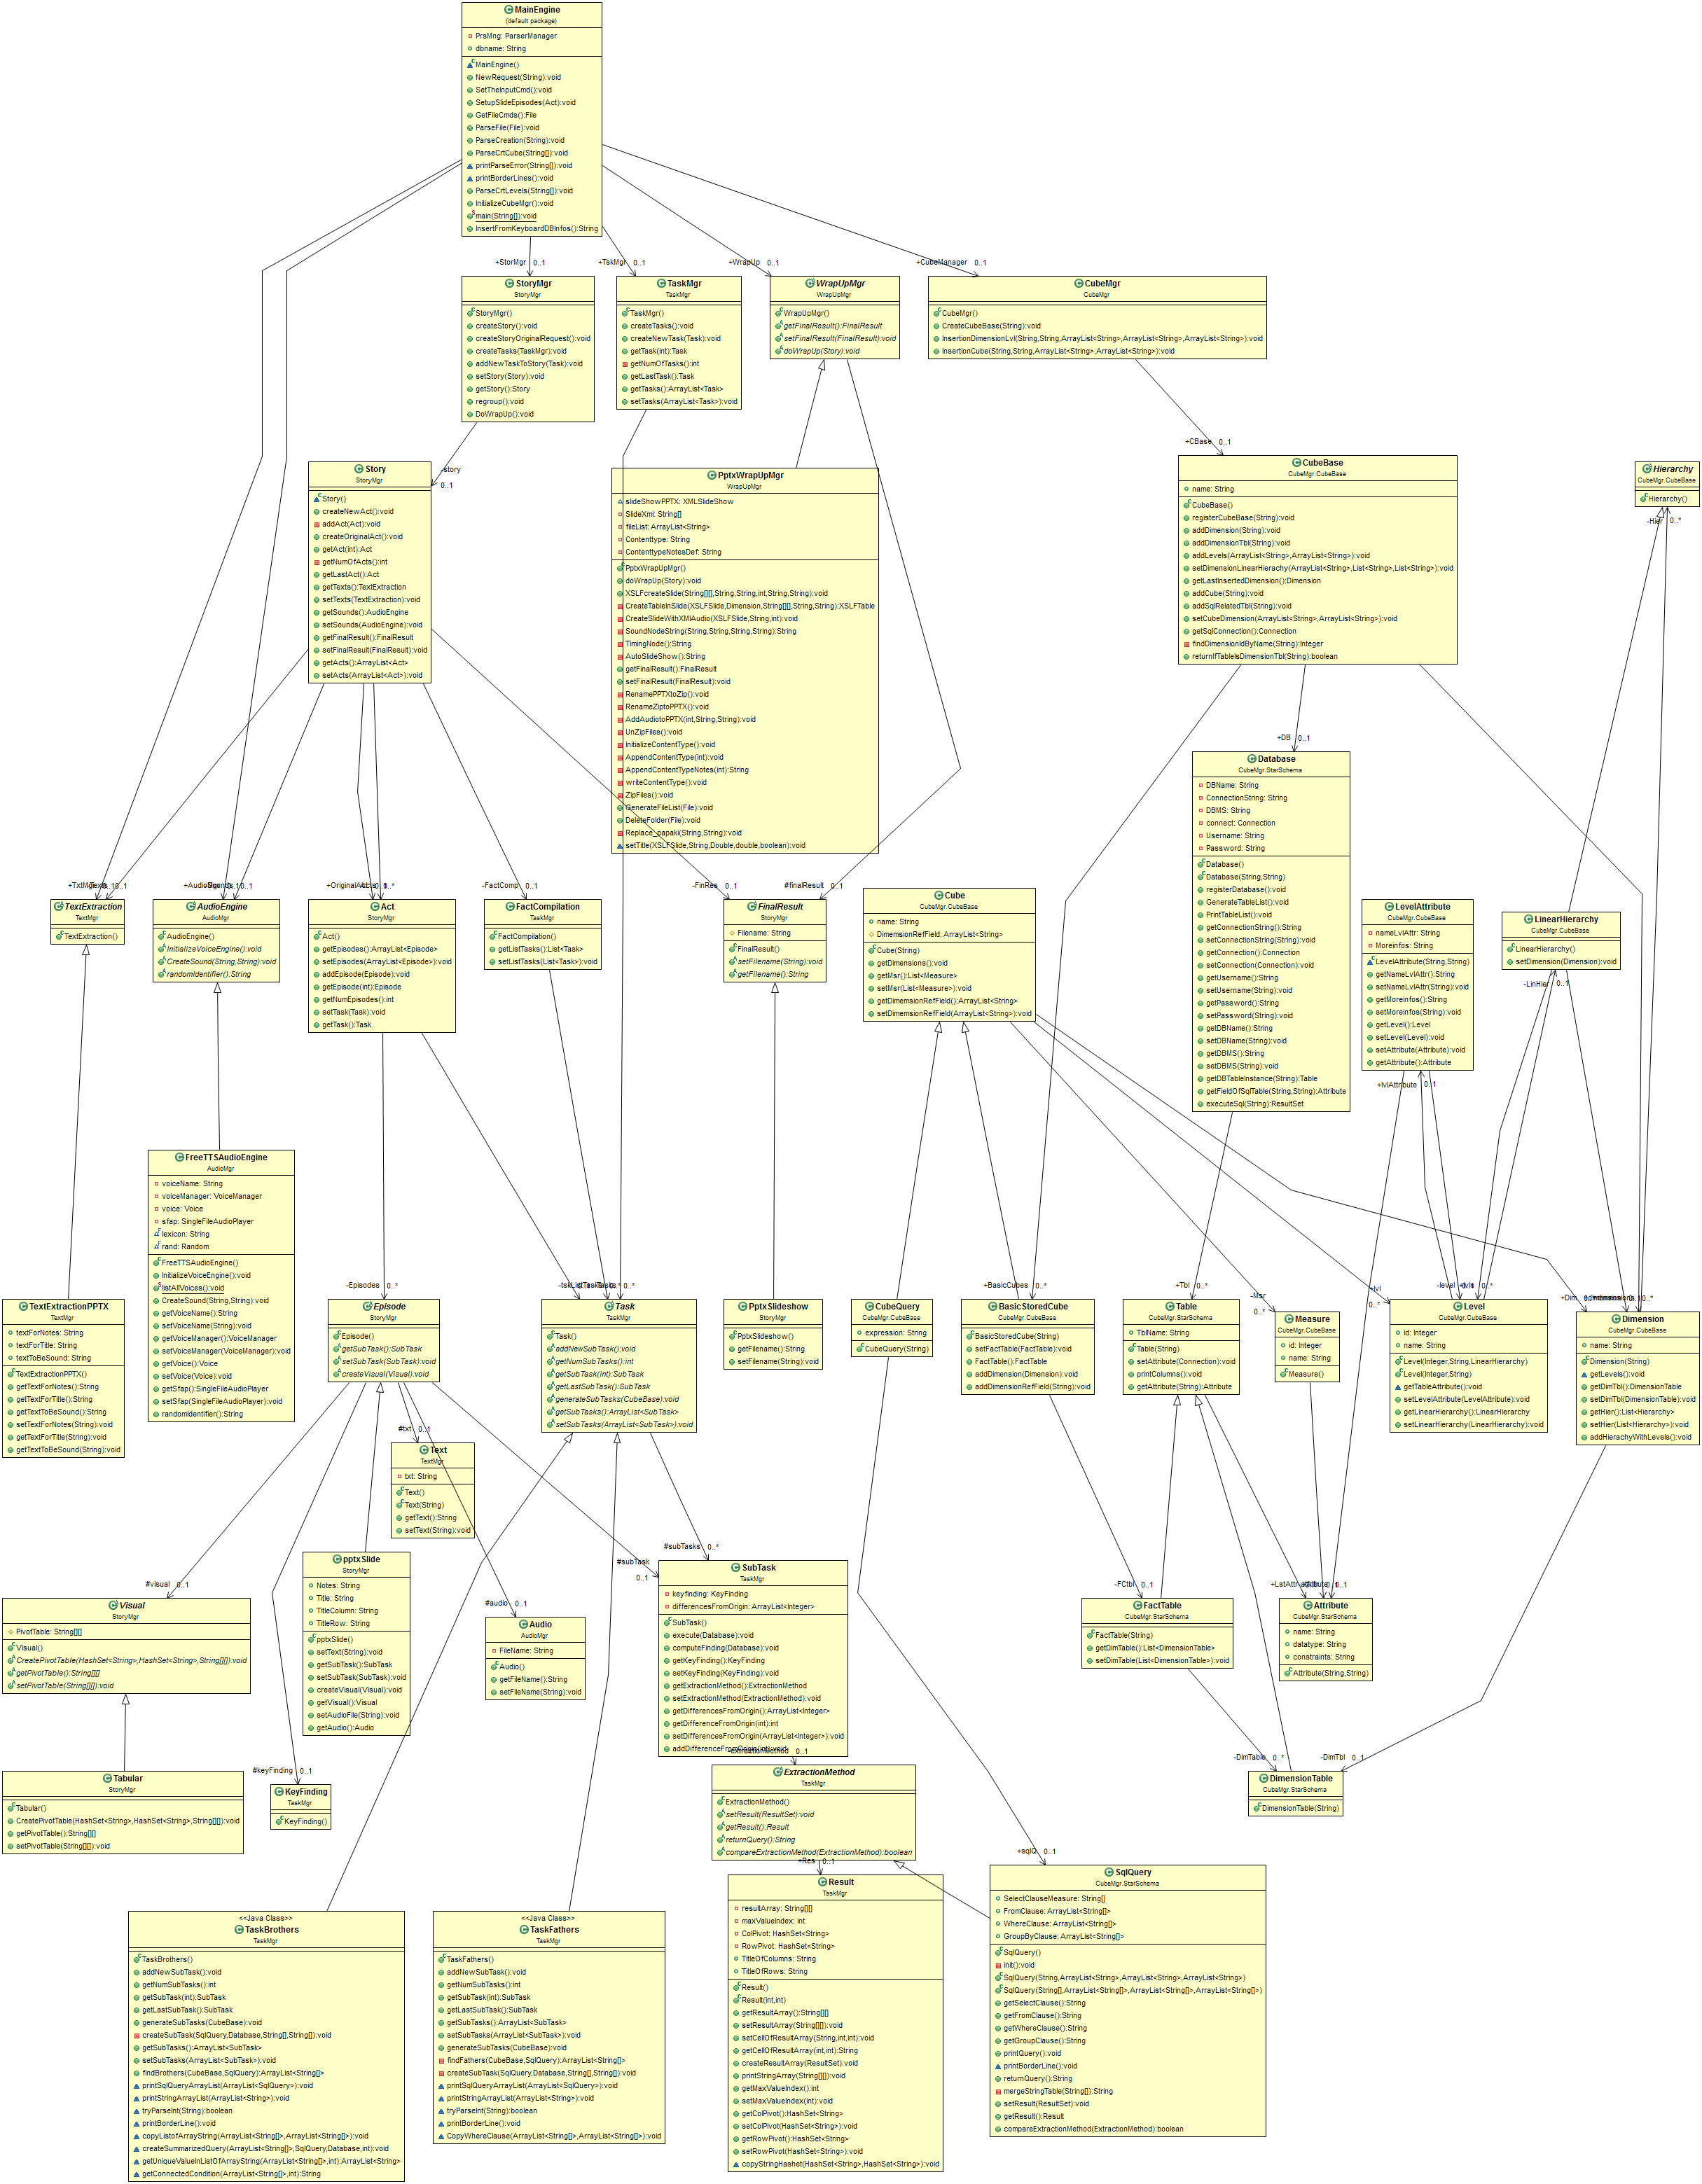 MainEngine
(default package)
PrsMng: ParserManager
dbname: String
MainEngine()
NewRequest(String):void
SetTheInputCmd():void
SetupSlideEpisodes(Act):void
GetFileCmds():File
ParseFile(File):void
ParseCreation(String):void
ParseCrtCube(String[]):void
printParseError(String[]):void
printBorderLines():void
ParseCrtLevels(String[]):void
InitializeCubeMgr():void
main(String[]):void
InsertFromKeyboardDBInfos():String
+StorMgr 0..1
+TskMgr 0..1
+WrapUp 0..1
+CubeManager 0..1
StoryMgr
StoryMgr
StoryMgr()
createStory():void
createStoryOriginalRequest():void
createTasks(TaskMgr):void
addNewTaskToStory(Task):void
setStory(Story):void
getStory():Story
regroup():void
DoWrapUp():void
TaskMgr
TaskMgr
TaskMgr()
createTasks():void
createNewTask(Task):void
getTask(int):Task
getNumOfTasks():int
getLastTask():Task
getTasks():ArrayList<Task>
setTasks(ArrayList<Task>):void
WrapUpMgr
WrapUpMgr
WrapUpMgr()
getFinalResult():FinalResult
setFinalResult(FinalResult):void
doWrapUp(Story):void
CubeMgr
CubeMgr
CubeMgr()
CreateCubeBase(String):void
InsertionDimensionLvl(String,String,ArrayList<String>,ArrayList<String>,ArrayList<String>):void
InsertionCube(String,String,ArrayList<String>,ArrayList<String>):void
-story
0..1
+CBase 0..1
Story
StoryMgr
Story()
createNewAct():void
addAct(Act):void
createOriginalAct():void
getAct(int):Act
getNumOfActs():int
getLastAct():Act
getTexts():TextExtraction
setTexts(TextExtraction):void
getSounds():AudioEngine
setSounds(AudioEngine):void
getFinalResult():FinalResult
setFinalResult(FinalResult):void
getActs():ArrayList<Act>
setActs(ArrayList<Act>):void
PptxWrapUpMgr
WrapUpMgr
slideShowPPTX: XMLSlideShow
SlideXml: String[]
fileList: ArrayList<String>
Contenttype: String
ContenttypeNotesDef: String
PptxWrapUpMgr()
doWrapUp(Story):void
XSLFcreateSlide(String[][],String,String,int,String,String):void
CreateTableInSlide(XSLFSlide,Dimension,String[][],String,String):XSLFTable
CreateSlideWithXMlAudio(XSLFSlide,String,int):void
SoundNodeString(String,String,String,String):String
TimingNode():String
AutoSlideShow():String
getFinalResult():FinalResult
setFinalResult(FinalResult):void
RenamePPTXtoZip():void
RenameZiptoPPTX():void
AddAudiotoPPTX(int,String,String):void
UnZipFiles():void
InitializeContentType():void
AppendContentType(int):void
AppendContentTypeNotes(int):String
writeContentType():void
ZipFiles():void
GenerateFileList(File):void
DeleteFolder(File):void
Replace_papaki(String,String):void
setTitle(XSLFSlide,String,Double,double,boolean):void
CubeBase
CubeMgr.CubeBase
name: String
CubeBase()
registerCubeBase(String):void
addDimension(String):void
addDimensionTbl(String):void
addLevels(ArrayList<String>,ArrayList<String>):void
setDimensionLinearHierachy(ArrayList<String>,List<String>,List<String>):void
getLastInsertedDimension():Dimension
addCube(String):void
addSqlRelatedTbl(String):void
setCubeDimension(ArrayList<String>,ArrayList<String>):void
getSqlConnection():Connection
findDimensionIdByName(String):Integer
returnIfTableIsDimensionTbl(String):boolean
Hierarchy
CubeMgr.CubeBase
Hierarchy()
-Hier 0..*
+DB 0..1
Database
CubeMgr.StarSchema
DBName: String
ConnectionString: String
DBMS: String
connect: Connection
Username: String
Password: String
Database()
Database(String,String)
registerDatabase():void
GenerateTableList():void
PrintTableList():void
getConnectionString():String
setConnectionString(String):void
getConnection():Connection
setConnection(Connection):void
getUsername():String
setUsername(String):void
getPassword():String
setPassword(String):void
getDBName():String
setDBName(String):void
getDBMS():String
setDBMS(String):void
getDBTableInstance(String):Table
getFieldOfSqlTable(String,String):Attribute
executeSql(String):ResultSet
-FactComp 0..1
-FinRes 0..1
#finalResult 0..1
TextExtraction
TextMgr
TextExtraction()
AudioEngine
AudioMgr
AudioEngine()
InitializeVoiceEngine():void
CreateSound(String,String):void
randomIdentifier():String
Act
StoryMgr
Act()
getEpisodes():ArrayList<Episode>
setEpisodes(ArrayList<Episode>):void
addEpisode(Episode):void
getEpisode(int):Episode
getNumEpisodes():int
setTask(Task):void
getTask():Task
FactCompilation
TaskMgr
FactCompilation()
getListTasks():List<Task>
setListTasks(List<Task>):void
FinalResult
StoryMgr
Filename: String
FinalResult()
setFilename(String):void
getFilename():String
Cube
CubeMgr.CubeBase
name: String
DimemsionRefField: ArrayList<String>
Cube(String)
getDimensions():void
getMsr():List<Measure>
setMsr(List<Measure>):void
getDimemsionRefField():ArrayList<String>
setDimemsionRefField(ArrayList<String>):void
LevelAttribute
CubeMgr.CubeBase
nameLvlAttr: String
Moreinfos: String
LevelAttribute(String,String)
getNameLvlAttr():String
setNameLvlAttr(String):void
getMoreinfos():String
setMoreinfos(String):void
getLevel():Level
setLevel(Level):void
setAttribute(Attribute):void
getAttribute():Attribute
LinearHierarchy
CubeMgr.CubeBase
LinearHierarchy()
setDimension(Dimension):void
-LinHier 0..1
+lvlAttribute 0..1
FreeTTSAudioEngine
AudioMgr
voiceName: String
voiceManager: VoiceManager
voice: Voice
sfap: SingleFileAudioPlayer
lexicon: String
rand: Random
FreeTTSAudioEngine()
InitializeVoiceEngine():void
listAllVoices():void
CreateSound(String,String):void
getVoiceName():String
setVoiceName(String):void
getVoiceManager():VoiceManager
setVoiceManager(VoiceManager):void
getVoice():Voice
setVoice(Voice):void
getSfap():SingleFileAudioPlayer
setSfap(SingleFileAudioPlayer):void
randomIdentifier():String
-Episodes 0..*
+BasicCubes 0..*
+Tbl 0..*
-Msr
0..*
+lvl
0..*
TextExtractionPPTX
TextMgr
textForNotes: String
textForTitle: String
textToBeSound: String
TextExtractionPPTX()
getTextForNotes():String
getTextForTitle():String
getTextToBeSound():String
setTextForNotes(String):void
getTextForTitle(String):void
getTextToBeSound(String):void
Episode
StoryMgr
Episode()
getSubTask():SubTask
setSubTask(SubTask):void
createVisual(Visual):void
Task
TaskMgr
Task()
addNewSubTask():void
getNumSubTasks():int
getSubTask(int):SubTask
getLastSubTask():SubTask
generateSubTasks(CubeBase):void
getSubTasks():ArrayList<SubTask>
setSubTasks(ArrayList<SubTask>):void
PptxSlideshow
StoryMgr
PptxSlideshow()
getFilename():String
setFilename(String):void
CubeQuery
CubeMgr.CubeBase
expression: String
CubeQuery(String)
BasicStoredCube
CubeMgr.CubeBase
BasicStoredCube(String)
setFactTable(FactTable):void
FactTable():FactTable
addDimension(Dimension):void
addDimensionRefField(String):void
Table
CubeMgr.StarSchema
TblName: String
Table(String)
setAttribute(Connection):void
printColumns():void
getAttribute(String):Attribute
Measure
CubeMgr.CubeBase
id: Integer
name: String
Measure()
Level
CubeMgr.CubeBase
id: Integer
name: String
Level(Integer,String,LinearHierarchy)
Level(Integer,String)
getTableAttribute():void
setLevelAttribute(LevelAttribute):void
getLinearHierarchy():LinearHierarchy
setLinearHierarchy(LinearHierarchy):void
Dimension
CubeMgr.CubeBase
name: String
Dimension(String)
getLevels():void
getDimTbl():DimensionTable
setDimTbl(DimensionTable):void
getHier():List<Hierarchy>
setHier(List<Hierarchy>):void
addHierachyWithLevels():void
#txt 0..1
Text
TextMgr
txt: String
Text()
Text(String)
getText():String
setText(String):void
#subTask
0..1
#subTasks 0..*
#visual 0..1
#audio 0..1
-FCtbl 0..1
Visual
StoryMgr
PivotTable: String[][]
Visual()
CreatePivotTable(HashSet<String>,HashSet<String>,String[][]):void
getPivotTable():String[][]
setPivotTable(String[][]):void
pptxSlide
StoryMgr
Notes: String
Title: String
TitleColumn: String
TitleRow: String
pptxSlide()
setText(String):void
getSubTask():SubTask
setSubTask(SubTask):void
createVisual(Visual):void
getVisual():Visual
setAudioFile(String):void
getAudio():Audio
Audio
AudioMgr
FileName: String
Audio()
getFileName():String
setFileName(String):void
SubTask
TaskMgr
keyfinding: KeyFinding
differencesFromOrigin: ArrayList<Integer>
SubTask()
execute(Database):void
computeFinding(Database):void
getKeyFinding():KeyFinding
setKeyFinding(KeyFinding):void
getExtractionMethod():ExtractionMethod
setExtractionMethod(ExtractionMethod):void
getDifferencesFromOrigin():ArrayList<Integer>
getDifferenceFromOrigin(int):int
setDifferencesFromOrigin(ArrayList<Integer>):void
addDifferenceFromOrigin(int):void
FactTable
CubeMgr.StarSchema
FactTable(String)
getDimTable():List<DimensionTable>
setDimTable(List<DimensionTable>):void
Attribute
CubeMgr.StarSchema
name: String
datatype: String
constraints: String
Attribute(String,String)
-DimTable 0..*
-DimTbl 0..1
#keyFinding 0..1
Tabular
StoryMgr
Tabular()
CreatePivotTable(HashSet<String>,HashSet<String>,String[][]):void
getPivotTable():String[][]
setPivotTable(String[][]):void
KeyFinding
TaskMgr
KeyFinding()
ExtractionMethod
TaskMgr
ExtractionMethod()
setResult(ResultSet):void
getResult():Result
returnQuery():String
compareExtractionMethod(ExtractionMethod):boolean
DimensionTable
CubeMgr.StarSchema
DimensionTable(String)
+Res 0..1
+sqlQ 0..1
<<Java Class>>
TaskBrothers
TaskMgr
TaskBrothers()
addNewSubTask():void
getNumSubTasks():int
getSubTask(int):SubTask
getLastSubTask():SubTask
generateSubTasks(CubeBase):void
createSubTask(SqlQuery,Database,String[],String[]):void
getSubTasks():ArrayList<SubTask>
setSubTasks(ArrayList<SubTask>):void
findBrothers(CubeBase,SqlQuery):ArrayList<String[]>
printSqlQueryArrayList(ArrayList<SqlQuery>):void
printStringArrayList(ArrayList<String>):void
tryParseInt(String):boolean
printBorderLine():void
copyListofArrayString(ArrayList<String[]>,ArrayList<String[]>):void
createSummarizedQuery(ArrayList<String[]>,SqlQuery,Database,int):void
getUniqueValueInListOfArrayString(ArrayList<String[]>,int):ArrayList<String>
getConnectedCondition(ArrayList<String[]>,int):String
<<Java Class>>
TaskFathers
TaskMgr
TaskFathers()
addNewSubTask():void
getNumSubTasks():int
getSubTask(int):SubTask
getLastSubTask():SubTask
getSubTasks():ArrayList<SubTask>
setSubTasks(ArrayList<SubTask>):void
generateSubTasks(CubeBase):void
findFathers(CubeBase,SqlQuery):ArrayList<String[]>
createSubTask(SqlQuery,Database,String[],String[]):void
printSqlQueryArrayList(ArrayList<SqlQuery>):void
printStringArrayList(ArrayList<String>):void
tryParseInt(String):boolean
printBorderLine():void
CopyWhereClause(ArrayList<String[]>,ArrayList<String[]>):void
Result
TaskMgr
resultArray: String[][]
maxValueIndex: int
ColPivot: HashSet<String>
RowPivot: HashSet<String>
TitleOfColumns: String
TitleOfRows: String
Result()
Result(int,int)
getResultArray():String[][]
setResultArray(String[][]):void
setCellOfResultArray(String,int,int):void
getCellOfResultArray(int,int):String
createResultArray(ResultSet):void
printStringArray(String[][]):void
getMaxValueIndex():int
setMaxValueIndex(int):void
getColPivot():HashSet<String>
setColPivot(HashSet<String>):void
getRowPivot():HashSet<String>
setRowPivot(HashSet<String>):void
copyStringHashet(HashSet<String>,HashSet<String>):void
SqlQuery
CubeMgr.StarSchema
SelectClauseMeasure: String[]
FromClause: ArrayList<String[]>
WhereClause: ArrayList<String[]>
GroupByClause: ArrayList<String[]>
SqlQuery()
init():void
SqlQuery(String,ArrayList<String>,ArrayList<String>,ArrayList<String>)
SqlQuery(String[],ArrayList<String[]>,ArrayList<String[]>,ArrayList<String[]>)
getSelectClause():String
getFromClause():String
getWhereClause():String
getGroupClause():String
printQuery():void
printBorderLine():void
returnQuery():String
mergeStringTable(String[]):String
setResult(ResultSet):void
getResult():Result
compareExtractionMethod(ExtractionMethod):boolean